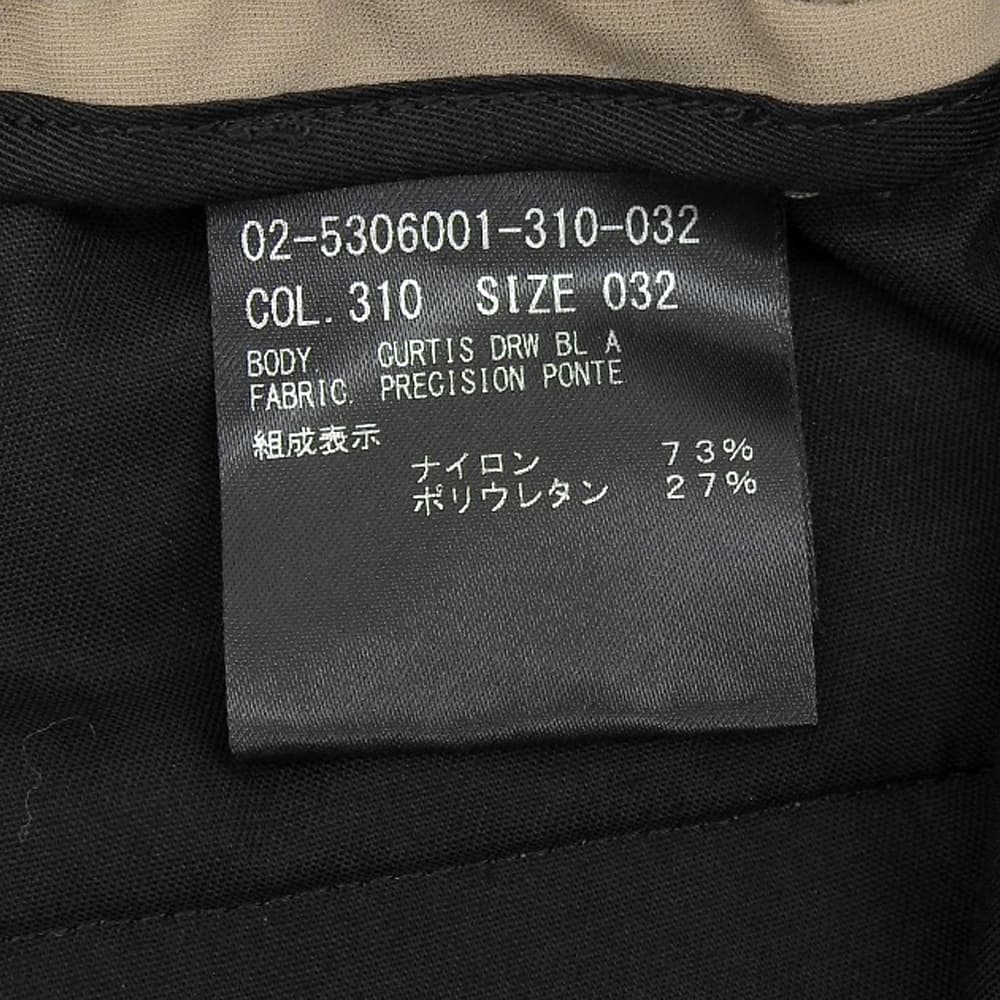 02-5306001-310-032
COL. 310 SIZE 032
BODY. CURTIS DRW BL A
FABRIC. PRECISION PONTE
組成表示
ナイロン 73%
ポリウレタン 27%